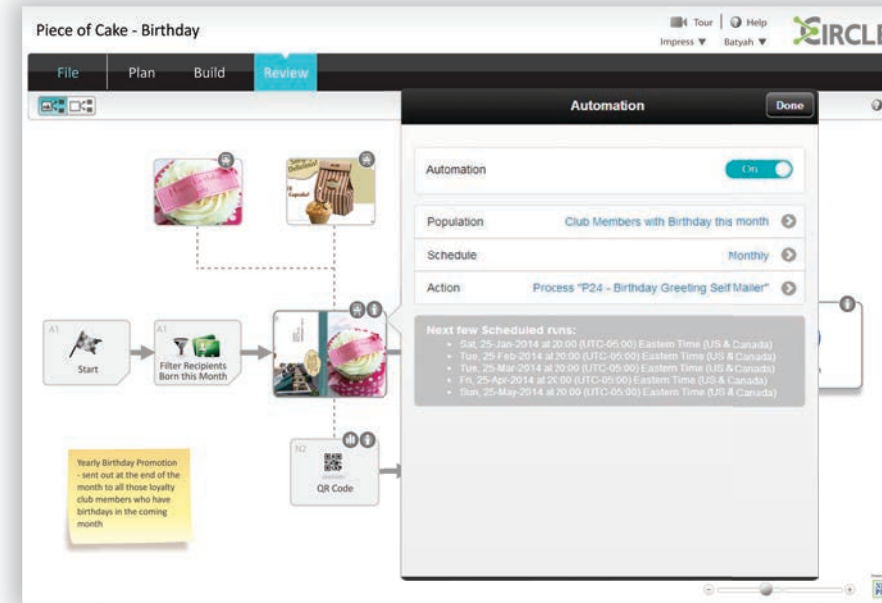 Piece of Cake - Birthday
Tour
Help
Impress
Batyah
CIRCLE
File
Plan
Build
Review
Automation
Done
Automation
On
Population
Club Members with Birthday this month
Schedule
Monthly
Action
Process "P24 - Birthday Greeting Self Mailer"
Next few Scheduled runs:
• Sat, 25-Jan-2014 at 20:00 (UTC-05:00) Eastern Time (US & Canada)
• Tue, 25-Feb-2014 at 20:00 (UTC-05:00) Eastern Time (US & Canada)
• Tue, 25-Mar-2014 at 20:00 (UTC-05:00) Eastern Time (US & Canada)
• Fri, 25-Apr-2014 at 20:00 (UTC-05:00) Eastern Time (US & Canada)
• Sun, 25-May-2014 at 20:00 (UTC-05:00) Eastern Time (US & Canada)
A1
Start
A1
Filter Recipients
Born this Month
N2
QR Code
Yearly Birthday Promotion
- sent out at the end of the
month to all those loyalty
club members who have
birthdays in the coming
month